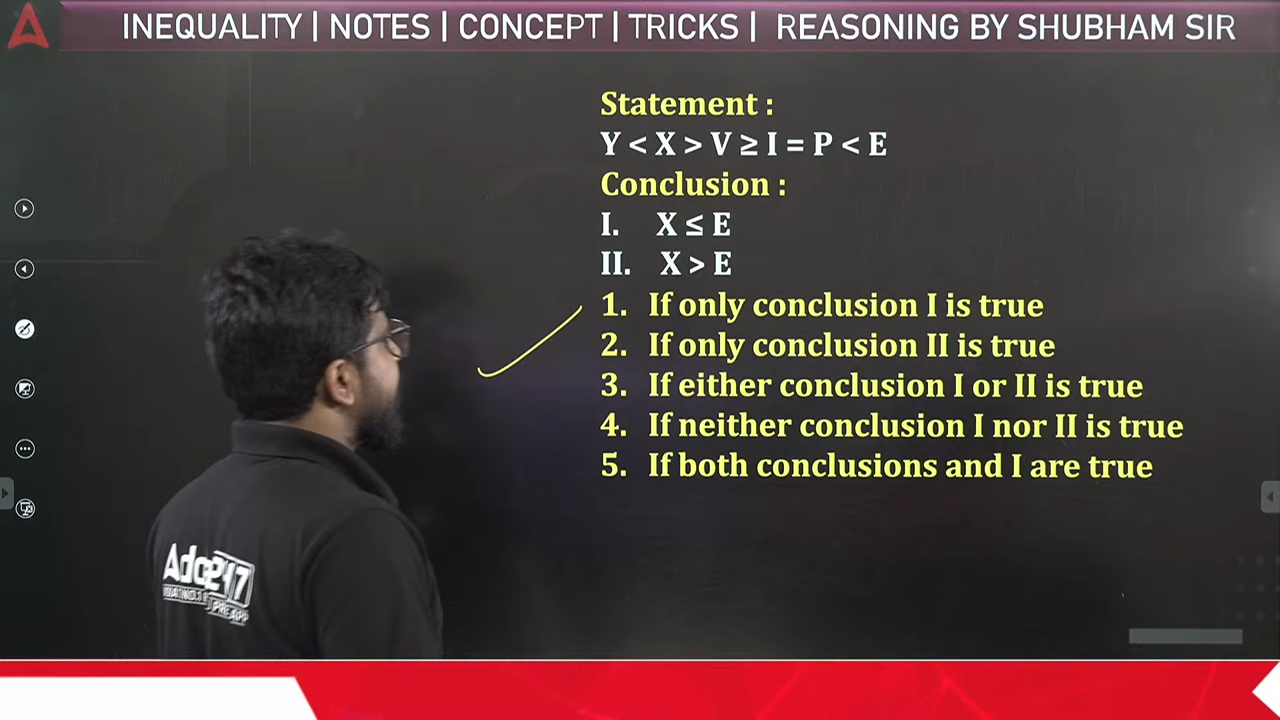 INEQUALITY | NOTES | CONCEPT | TRICKS | REASONING BY SHUBHAM SIR
Statement :
Y < X > V ≥ I = P < E
Conclusion :
I. X ≤ E
II. X > E
1. If only conclusion I is true
2. If only conclusion II is true
3. If either conclusion I or II is true
4. If neither conclusion I nor II is true
5. If both conclusions and I are true
Adda247